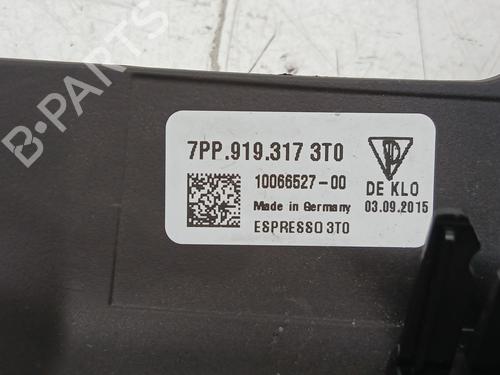 B-PARTS
7PP.919.317 3T0
10066527-00
DE KLO
Made in Germany
03.09.2015
ESPRESSO 3T0